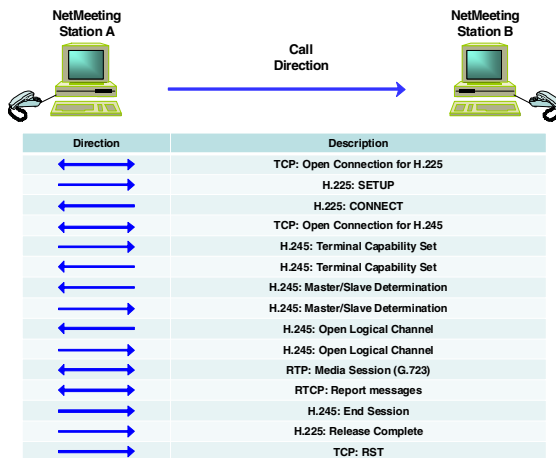 NetMeeting
Station A
NetMeeting
Station B
Call
Direction
Direction Description
TCP: Open Connection for H.225
H.225: SETUP
H.225: CONNECT
TCP: Open Connection for H.245
H.245: Terminal Capability Set
H.245: Terminal Capability Set
H.245: Master/Slave Determination
H.245: Master/Slave Determination
H.245: Open Logical Channel
H.245: Open Logical Channel
RTP: Media Session (G.723)
RTCP: Report messages
H.245: End Session
H.225: Release Complete
TCP: RST